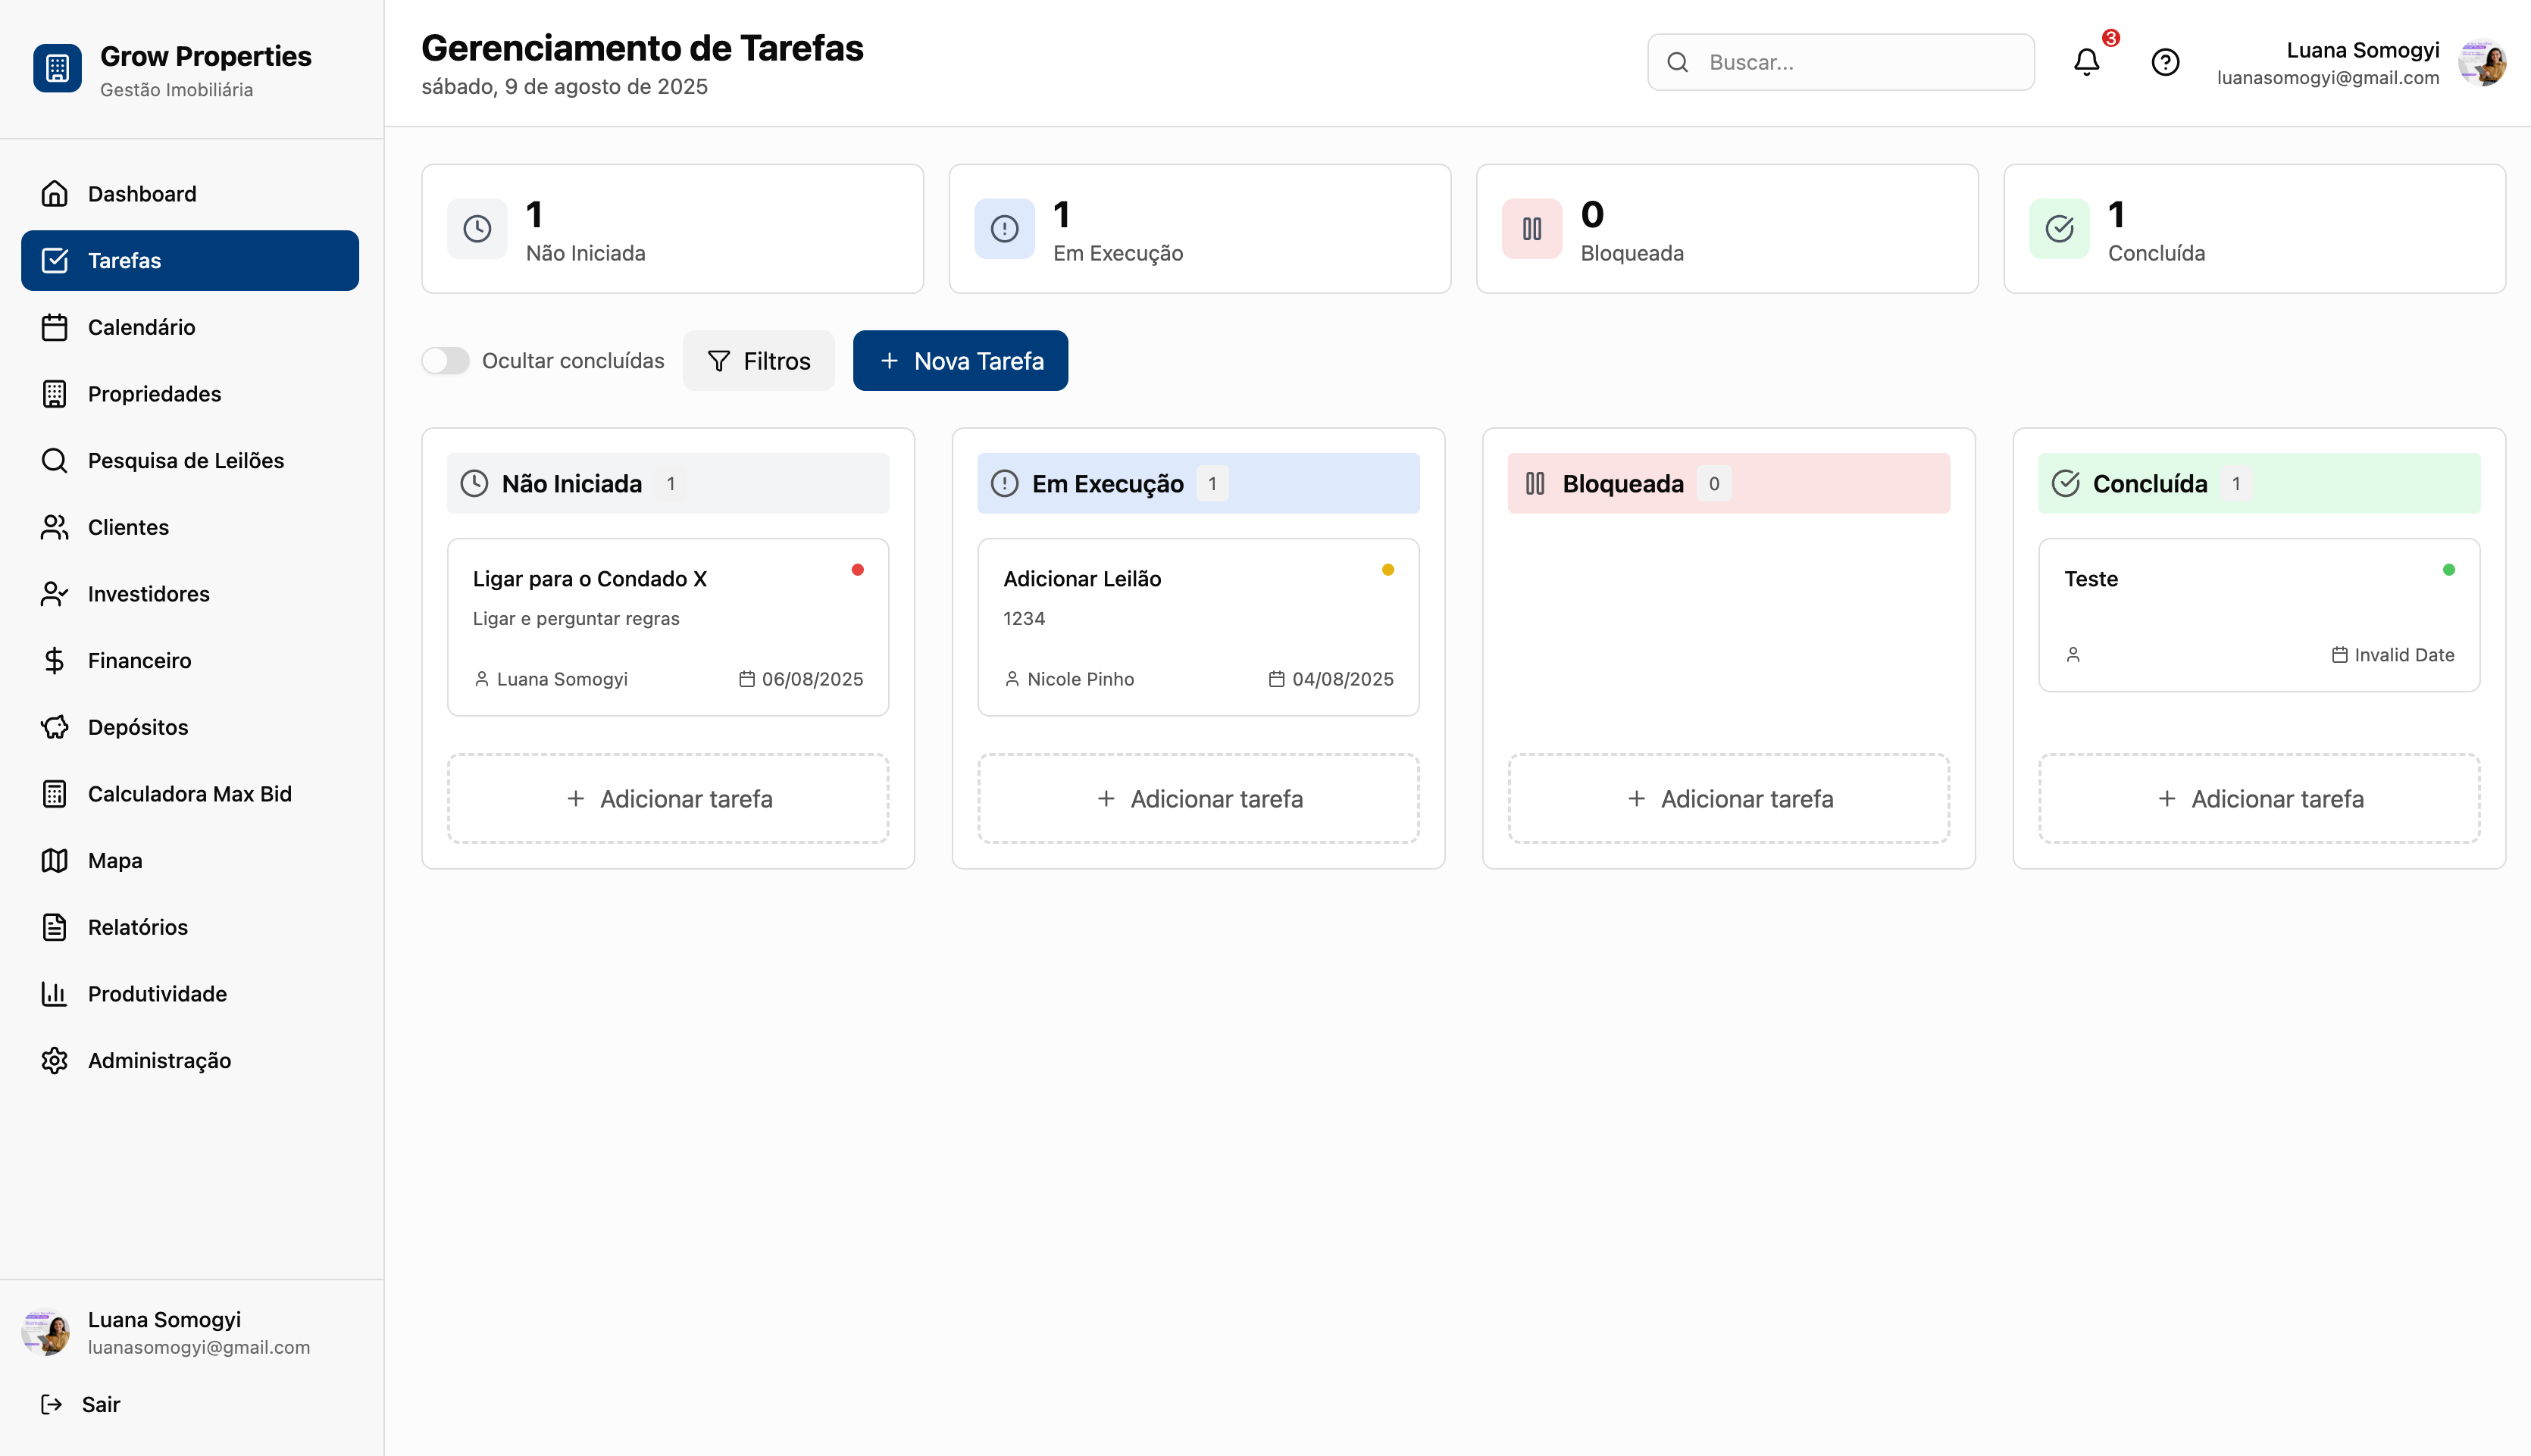 Grow Properties
Gestão Imobiliária
Dashboard
Tarefas
Calendário
Propriedades
Pesquisa de Leilões
Clientes
Investidores
Financeiro
Depósitos
Calculadora Max Bid
Mapa
Relatórios
Produtividade
Administração
Luana Somogyi
luanasomogyi@gmail.com
Sair
Gerenciamento de Tarefas
sábado, 9 de agosto de 2025
Buscar...
3
Luana Somogyi
luanasomogyi@gmail.com
1
Não Iniciada
1
Em Execução
0
Bloqueada
1
Concluída
Ocultar concluídas
Filtros
+ Nova Tarefa
Não Iniciada 1
Ligar para o Condado X
Ligar e perguntar regras
Luana Somogyi 06/08/2025
+ Adicionar tarefa
Em Execução 1
Adicionar Leilão
1234
Nicole Pinho 04/08/2025
+ Adicionar tarefa
Bloqueada 0
+ Adicionar tarefa
Concluída 1
Teste
Invalid Date
+ Adicionar tarefa